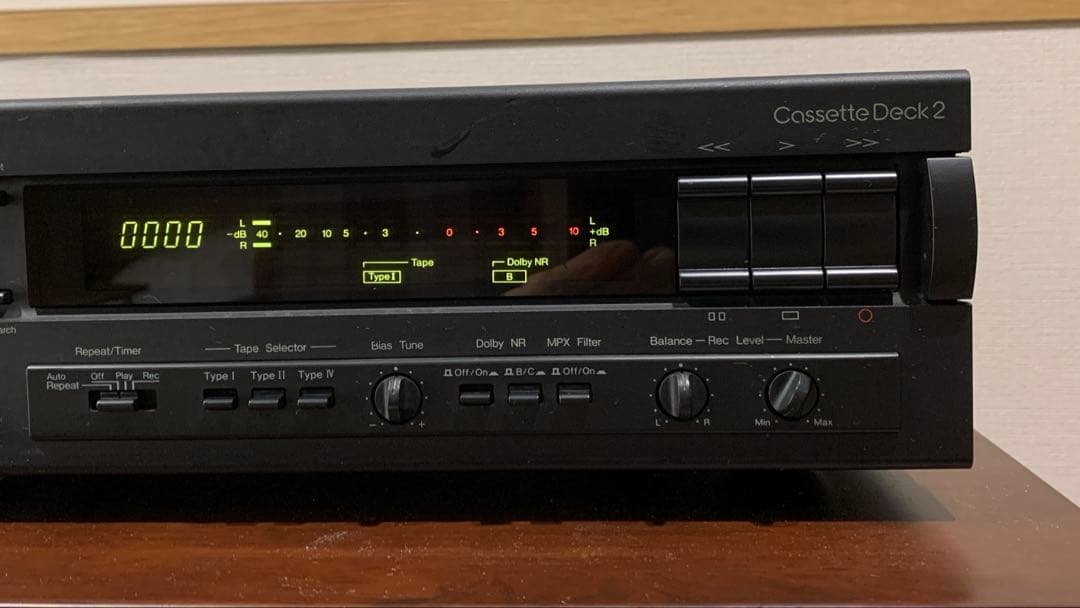 Cassette Deck 2
<< > >>
0000
L
-dB 40 · 20 10 5 · 3 · 0 · 3 5 10 +dB
R
L
R
Tape
Type I
Dolby NR
B
Repeat/Timer
Tape Selector
Bias Tune
Dolby NR
MPX Filter
Balance — Rec Level — Master
Auto Repeat
Off
Play
Rec
Type I Type II Type IV
- +
Off/On
B/C
Off/On
L R
Min Max